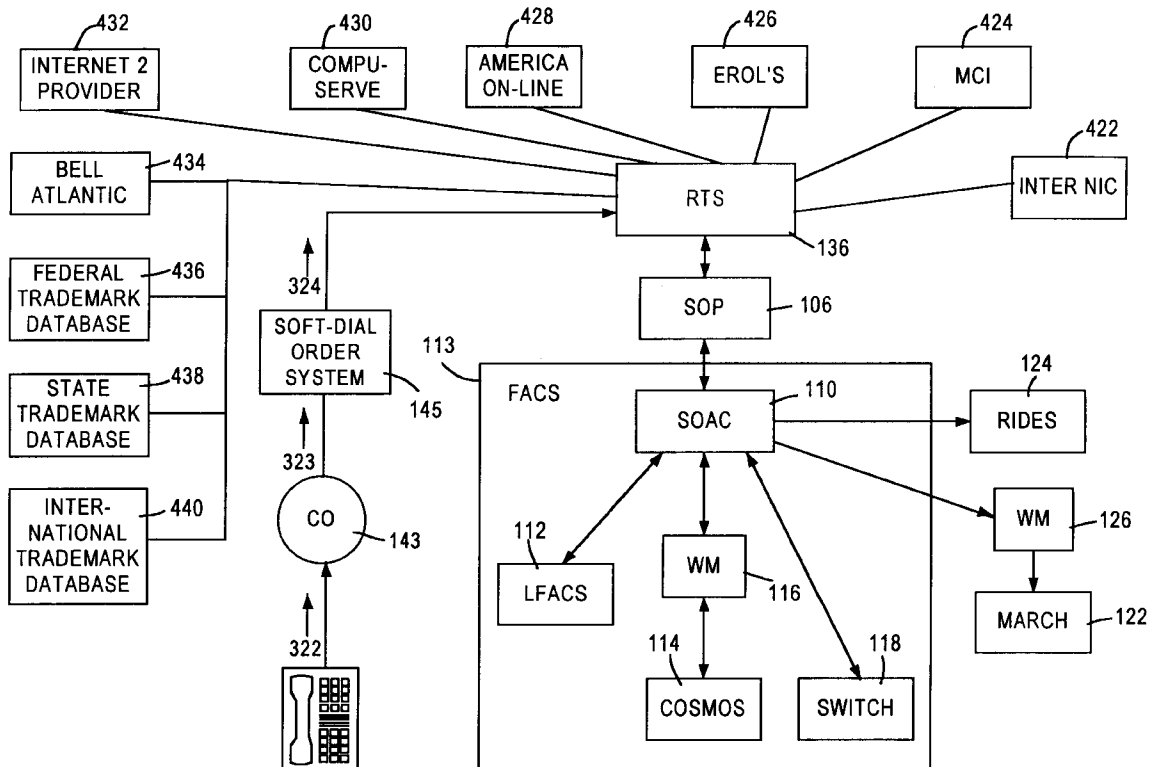 432
430
428
426
424
INTERNET 2
PROVIDER
COMPU-
SERVE
AMERICA
ON-LINE
EROL'S
MCI
422
BELL
ATLANTIC
434
RTS
INTER NIC
136
FEDERAL
TRADEMARK
DATABASE
436
324
SOP
106
SOFT-DIAL
ORDER
SYSTEM
145
113
FACS
STATE
TRADEMARK
DATABASE
438
SOAC
110
124
RIDES
323
INTER-
NATIONAL
TRADEMARK
DATABASE
440
CO
143
112
LFACS
WM
116
WM
126
MARCH
122
322
114
COSMOS
118
SWITCH